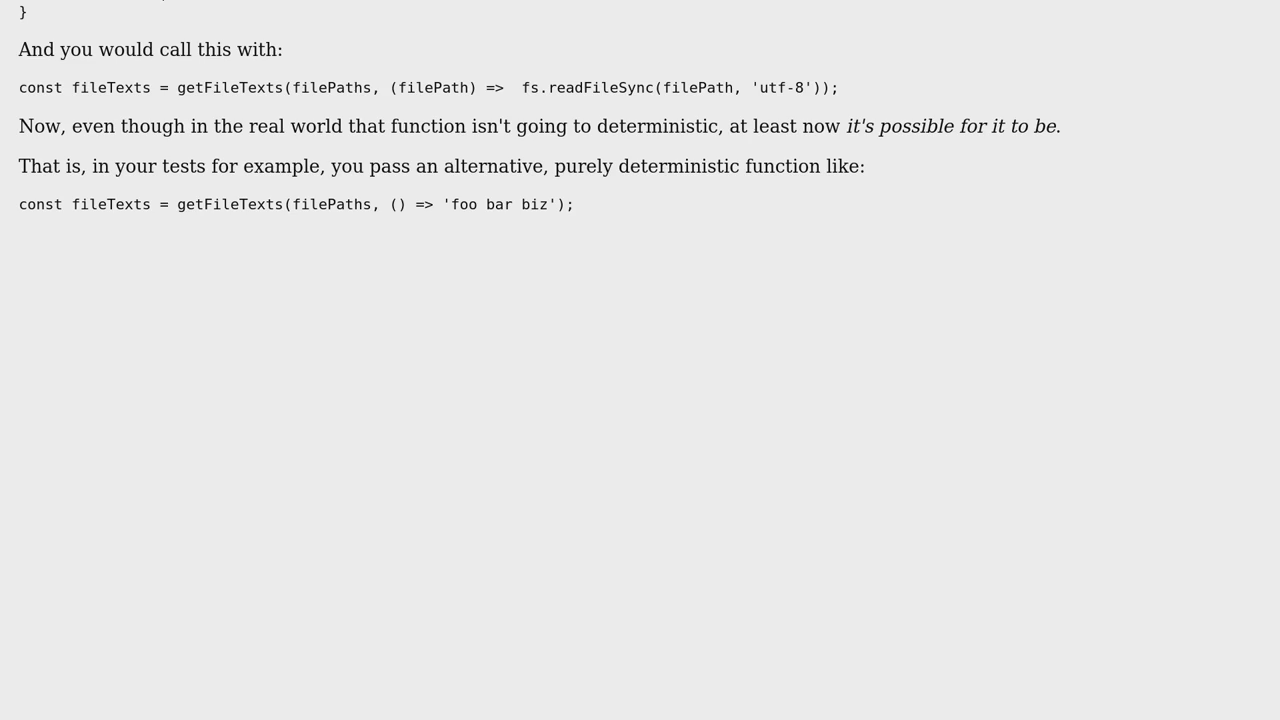 }
And you would call this with:
const fileTexts = getFileTexts(filePaths, (filePath) =>  fs.readFileSync(filePath, 'utf-8'));
Now, even though in the real world that function isn't going to deterministic, at least now it's possible for it to be.
That is, in your tests for example, you pass an alternative, purely deterministic function like:
const fileTexts = getFileTexts(filePaths, () => 'foo bar biz');